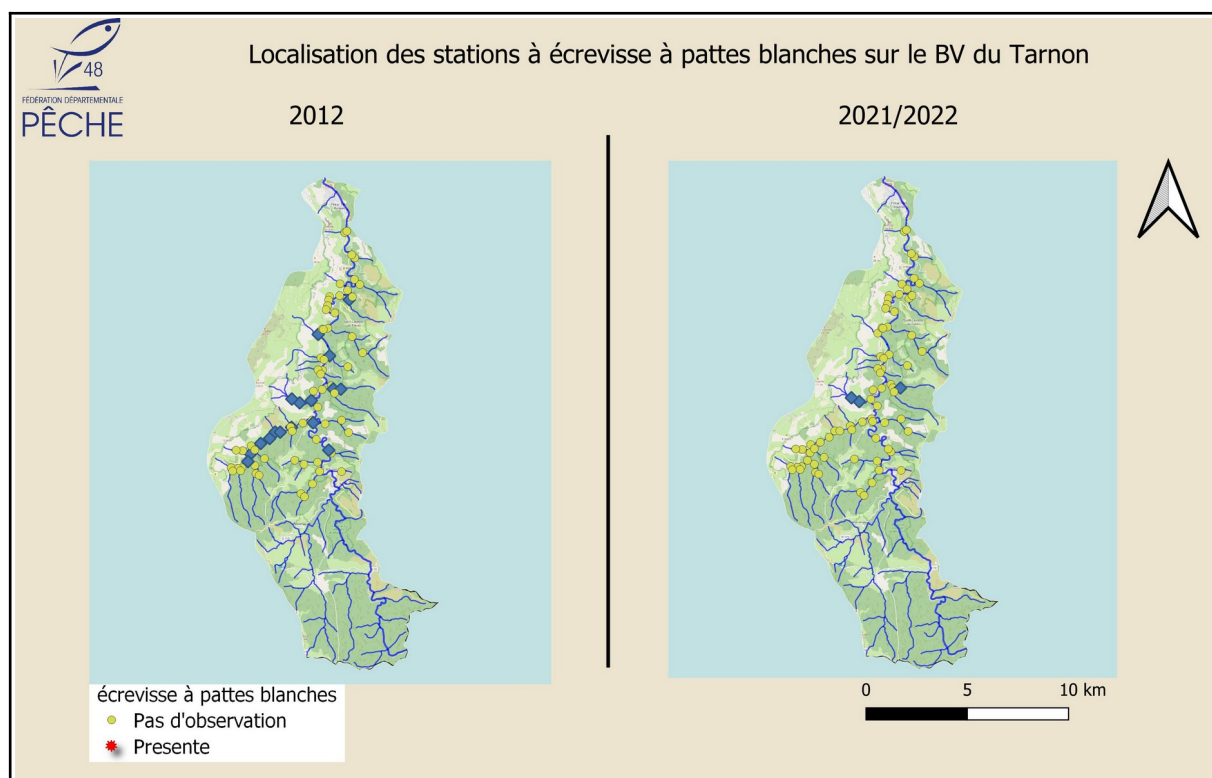 Localisation des stations à écrevisse à pattes blanches sur le BV du Tarnon
48
FÉDÉRATION DÉPARTEMENTALE
PÊCHE
2012
2021/2022
écrevisse à pattes blanches
Pas d'observation
Presente
0 5 10 km